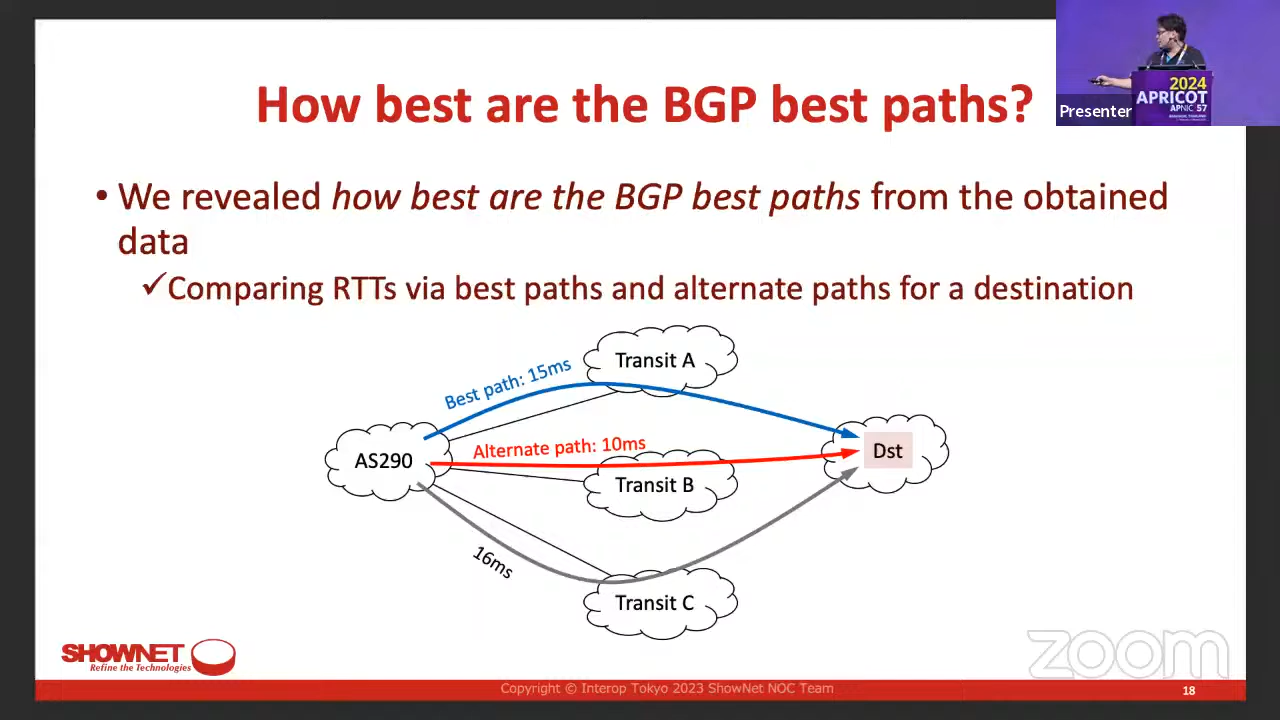 How best are the BGP best paths?
Presenter
2024
APRICOT
APNIC 57
• We revealed how best are the BGP best paths from the obtained
data
✓Comparing RTTs via best paths and alternate paths for a destination
Transit A
Best path: 15ms
Alternate path: 10ms
AS290
Dst
Transit B
16ms
Transit C
SHOWNET
Refine the Technologies
zoom
Copyright © Interop Tokyo 2023 ShowNet NOC Team
18